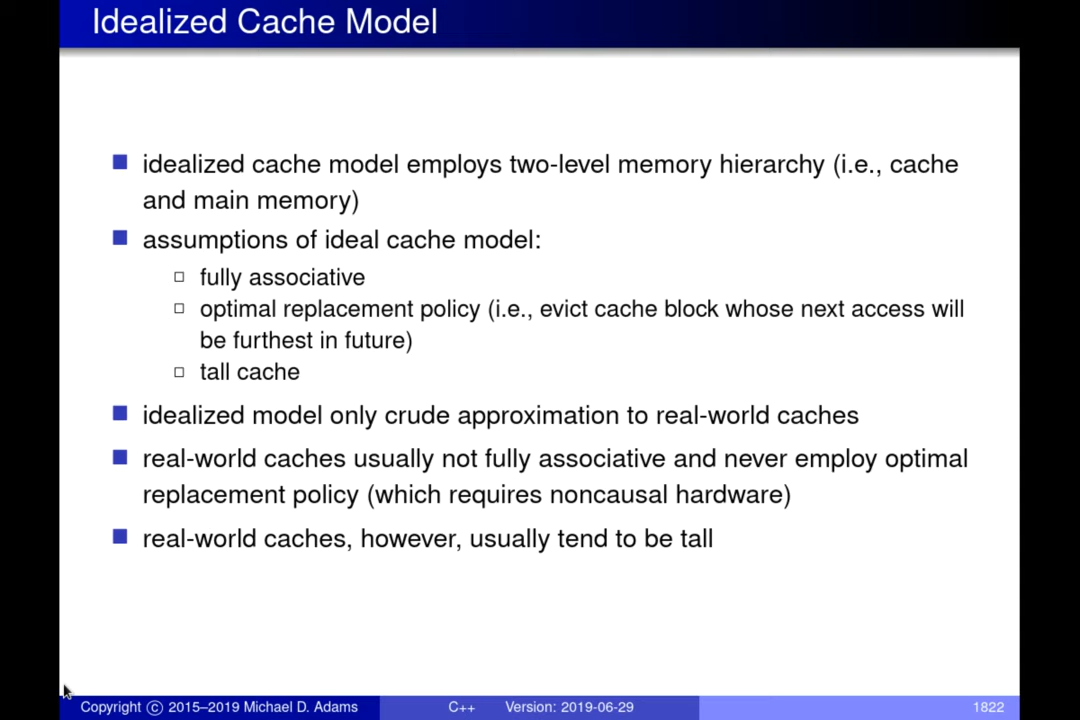 Idealized Cache Model
idealized cache model employs two-level memory hierarchy (i.e., cache
and main memory)
assumptions of ideal cache model:
fully associative
optimal replacement policy (i.e., evict cache block whose next access will
be furthest in future)
tall cache
idealized model only crude approximation to real-world caches
real-world caches usually not fully associative and never employ optimal
replacement policy (which requires noncausal hardware)
real-world caches, however, usually tend to be tall
Copyright © 2015–2019 Michael D. Adams C++ Version: 2019-06-29 1822